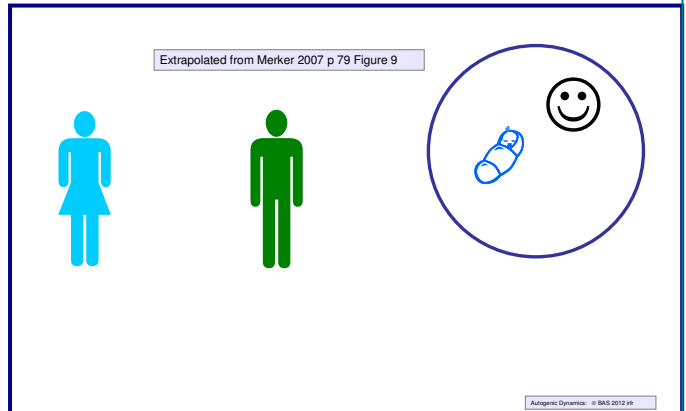 Extrapolated from Merker 2007 p 79 Figure 9
Autogenic Dynamics: © BAS 2012 irfr